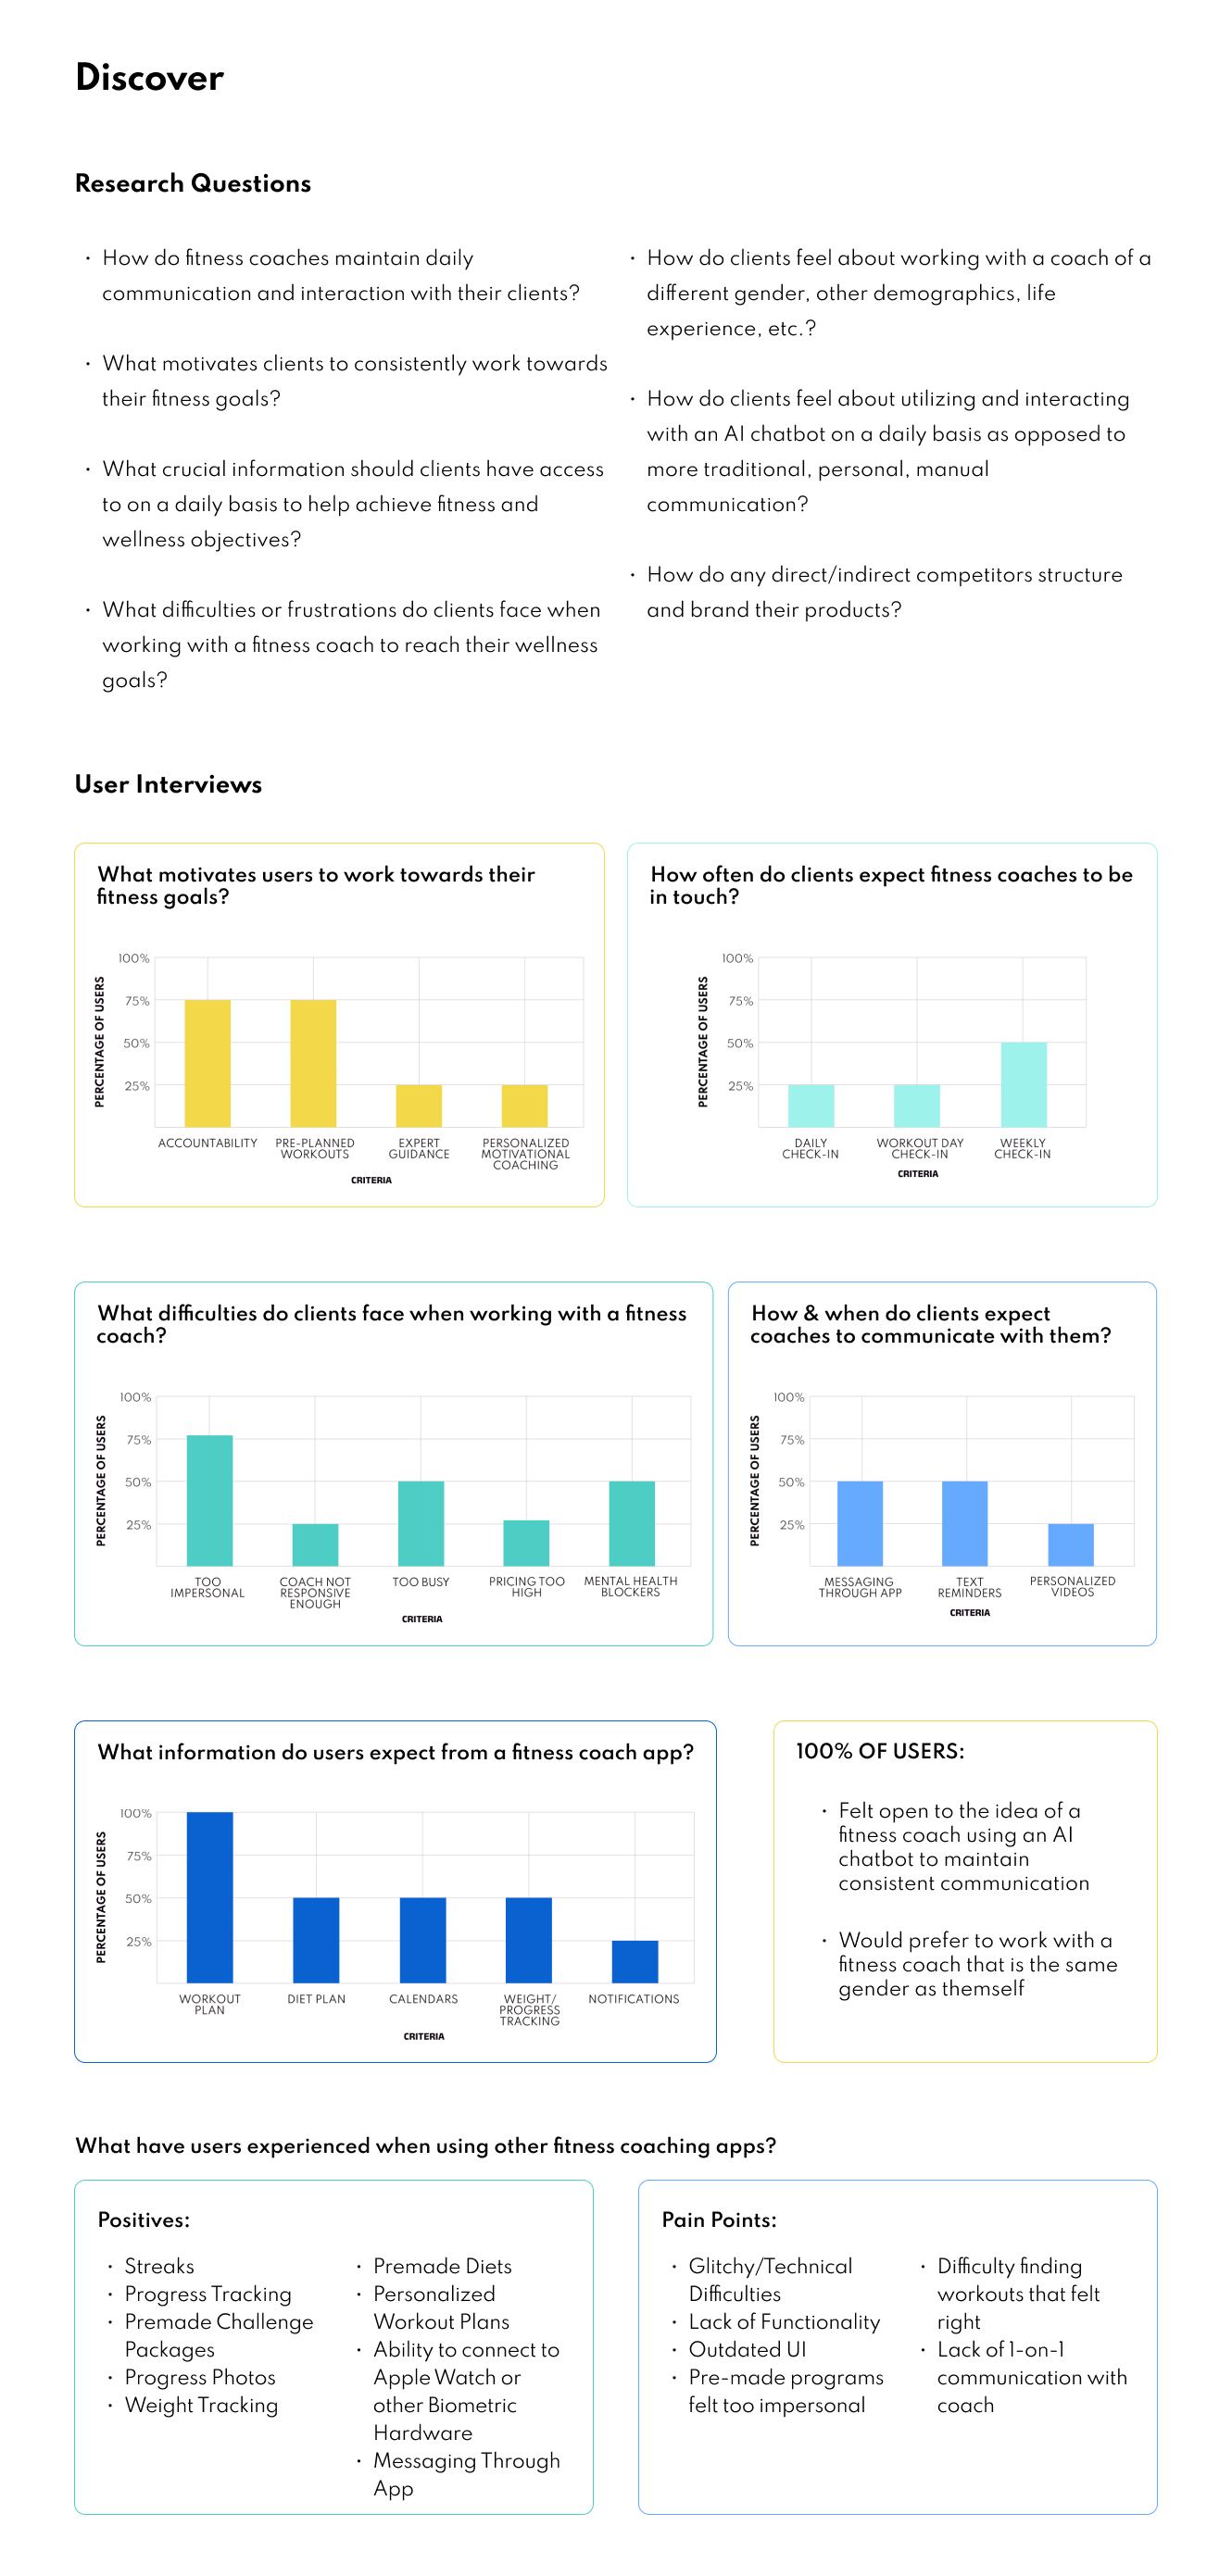 Discover
Research Questions
• How do fitness coaches maintain daily
communication and interaction with their clients?
• What motivates clients to consistently work towards
their fitness goals?
• What crucial information should clients have access
to on a daily basis to help achieve fitness and
wellness objectives?
• What difficulties or frustrations do clients face when
working with a fitness coach to reach their wellness
goals?
• How do clients feel about working with a coach of a
different gender, other demographics, life
experience, etc.?
• How do clients feel about utilizing and interacting
with an AI chatbot on a daily basis as opposed to
more traditional, personal, manual
communication?
• How do any direct/indirect competitors structure
and brand their products?
User Interviews
What motivates users to work towards their
fitness goals?
PERCENTAGE OF USERS
100%
75%
50%
25%
ACCOUNTABILITY
PRE-PLANNED
WORKOUTS
EXPERT
GUIDANCE
PERSONALIZED
MOTIVATIONAL
COACHING
CRITERIA
How often do clients expect fitness coaches to be
in touch?
PERCENTAGE OF USERS
100%
75%
50%
25%
DAILY
CHECK-IN
WORKOUT DAY
CHECK-IN
WEEKLY
CHECK-IN
CRITERIA
What difficulties do clients face when working with a fitness
coach?
PERCENTAGE OF USERS
100%
75%
50%
25%
TOO
IMPERSONAL
COACH NOT
RESPONSIVE
ENOUGH
TOO BUSY
PRICING TOO
HIGH
MENTAL HEALTH
BLOCKERS
CRITERIA
How & when do clients expect
coaches to communicate with them?
PERCENTAGE OF USERS
100%
75%
50%
25%
MESSAGING
THROUGH APP
TEXT
REMINDERS
PERSONALIZED
VIDEOS
CRITERIA
What information do users expect from a fitness coach app?
PERCENTAGE OF USERS
100%
75%
50%
25%
WORKOUT
PLAN
DIET PLAN
CALENDARS
WEIGHT/
PROGRESS
TRACKING
NOTIFICATIONS
CRITERIA
100% OF USERS:
• Felt open to the idea of a
fitness coach using an AI
chatbot to maintain
consistent communication
• Would prefer to work with a
fitness coach that is the same
gender as themself
What have users experienced when using other fitness coaching apps?
Positives:
• Streaks
• Progress Tracking
• Premade Challenge
Packages
• Progress Photos
• Weight Tracking
• Premade Diets
• Personalized
Workout Plans
• Ability to connect to
Apple Watch or
other Biometric
Hardware
• Messaging Through
App
Pain Points:
• Glitchy/Technical
Difficulties
• Lack of Functionality
• Outdated UI
• Pre-made programs
felt too impersonal
• Difficulty finding
workouts that felt
right
• Lack of 1-on-1
communication with
coach